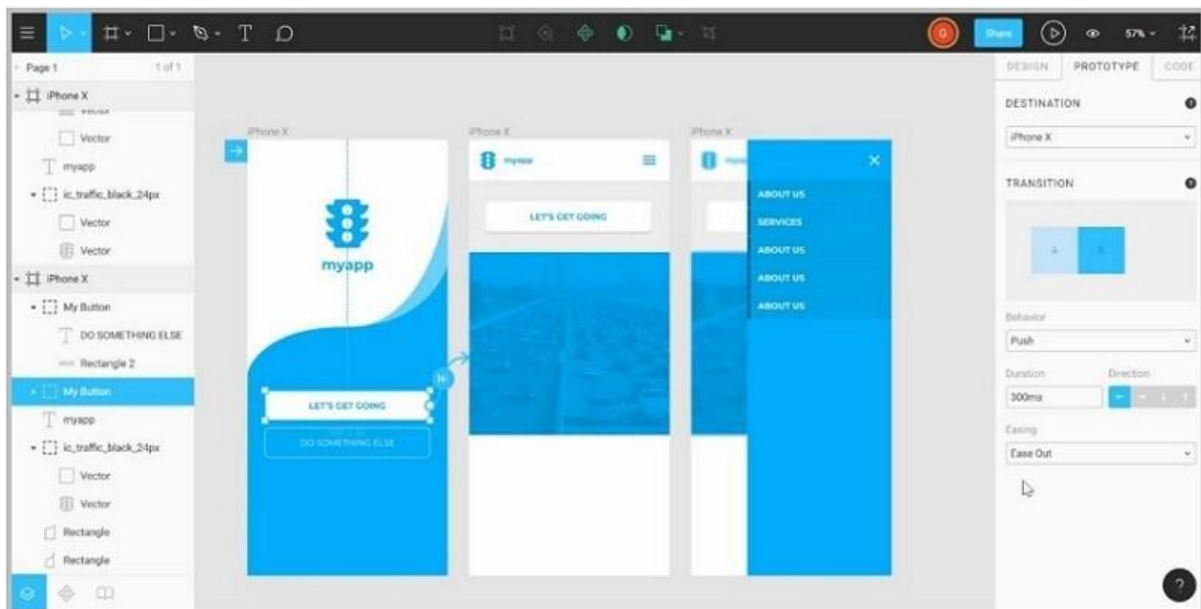 G
Share
57%
Page 1
1 of 1
DESIGN
PROTOTYPE
CODE
iPhone X
Vector
Vector
myapp
ic_traffic_black_24px
Vector
Vector
iPhone X
My Button
DO SOMETHING ELSE
Rectangle 2
My Button
myapp
ic_traffic_black_24px
Vector
Vector
Rectangle
Rectangle
iPhone X
myapp
LET'S GET GOING
DO SOMETHING ELSE
iPhone X
myapp
LET'S GET GOING
iPhone X
ABOUT US
SERVICES
ABOUT US
ABOUT US
ABOUT US
DESTINATION
iPhone X
TRANSITION
A
Behavior
Push
Duration
Direction
300ms
Easing
Ease Out
?